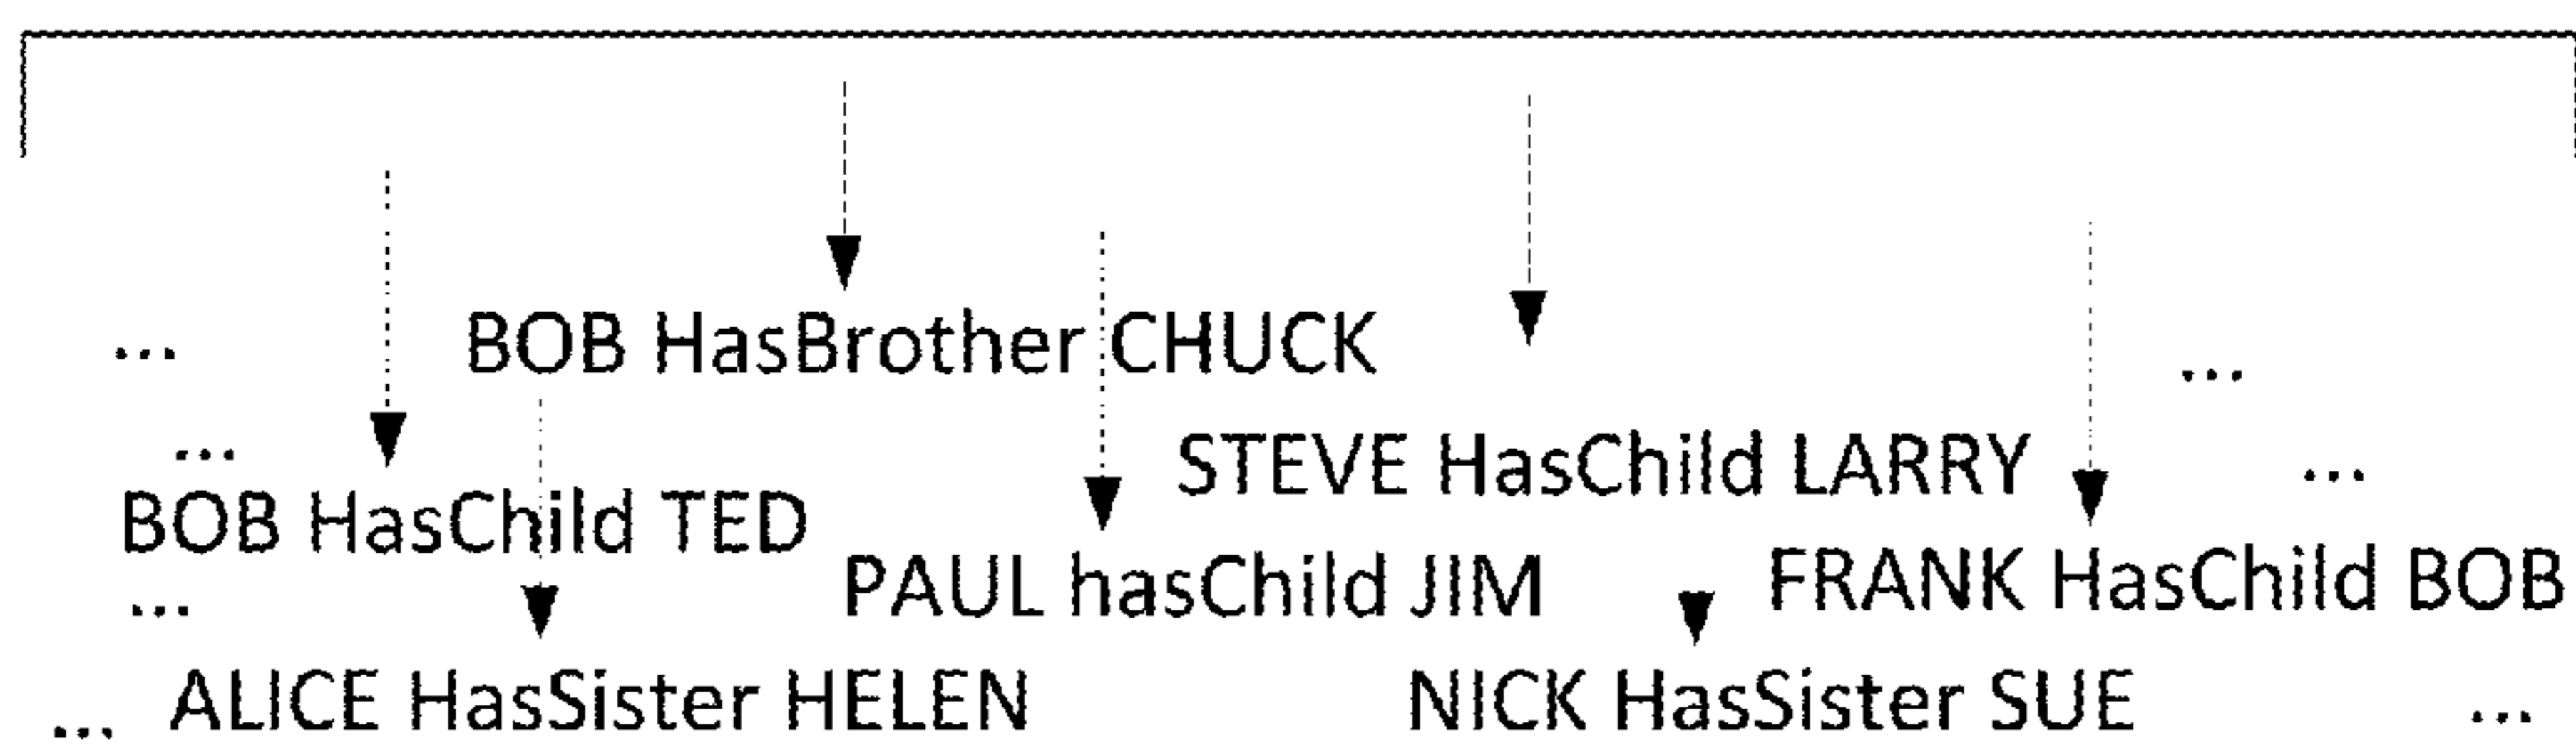 ... BOB HasBrother CHUCK ...
... STEVE HasChild LARRY ...
BOB HasChild TED
... PAUL hasChild JIM FRANK HasChild BOB
... ALICE HasSister HELEN NICK HasSister SUE ...